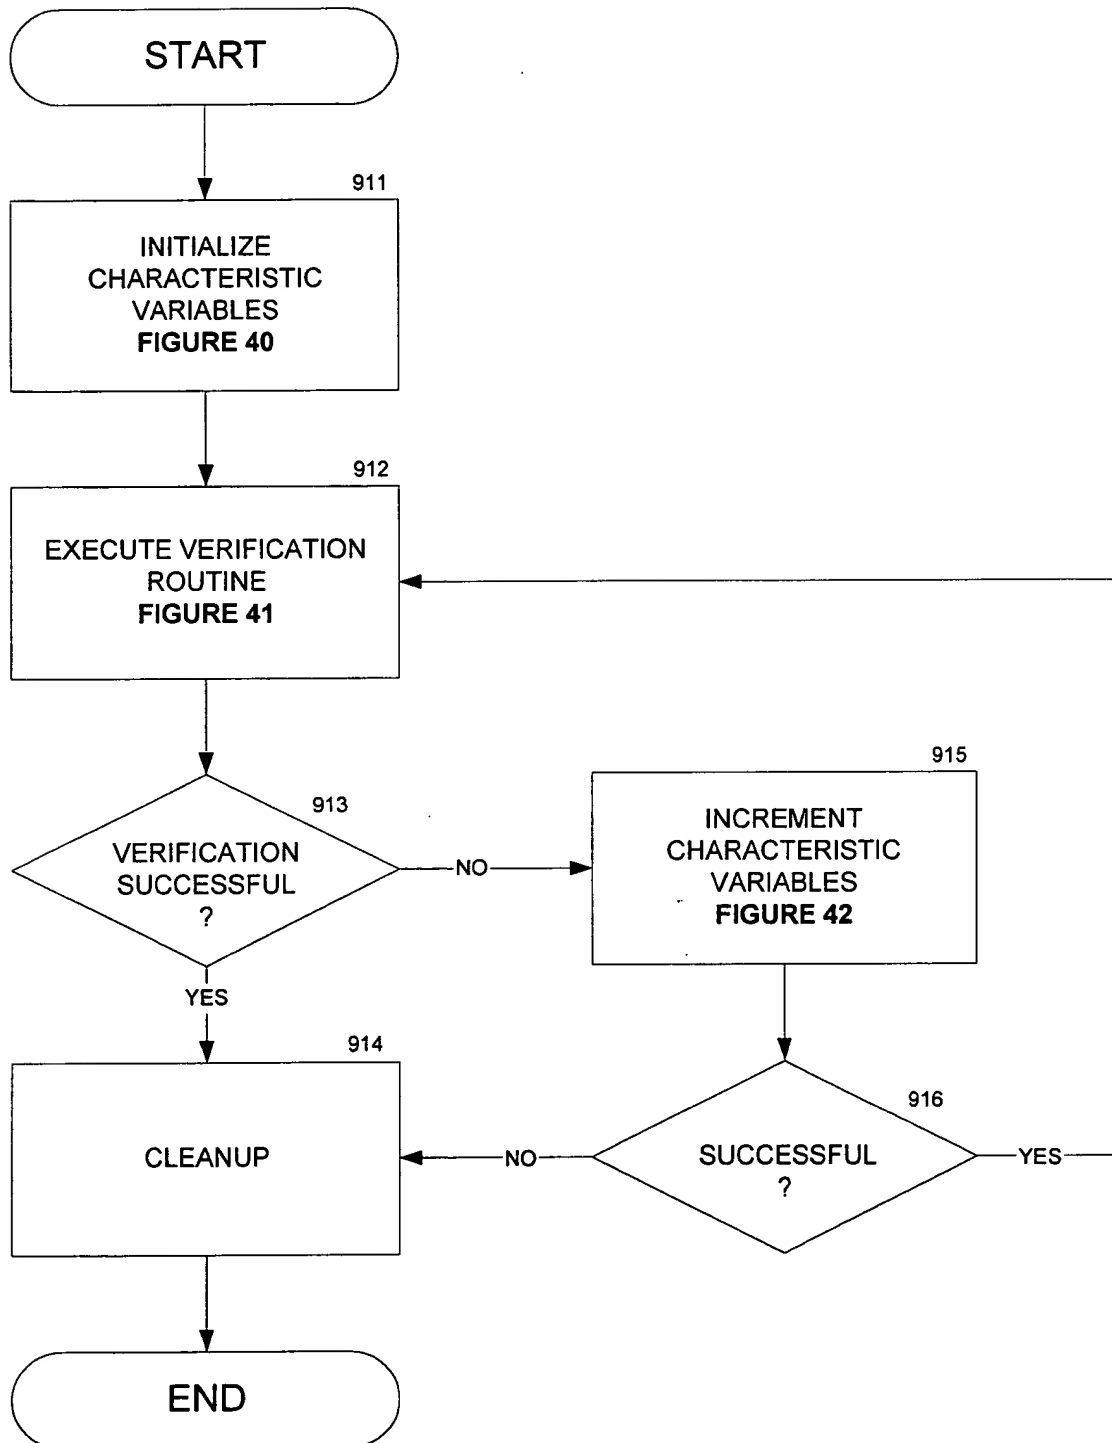 START
911
INITIALIZE
CHARACTERISTIC
VARIABLES
FIGURE 40
912
EXECUTE VERIFICATION
ROUTINE
FIGURE 41
913
VERIFICATION
SUCCESSFUL
?
NO
915
INCREMENT
CHARACTERISTIC
VARIABLES
FIGURE 42
YES
914
CLEANUP
NO
916
SUCCESSFUL
?
YES
END